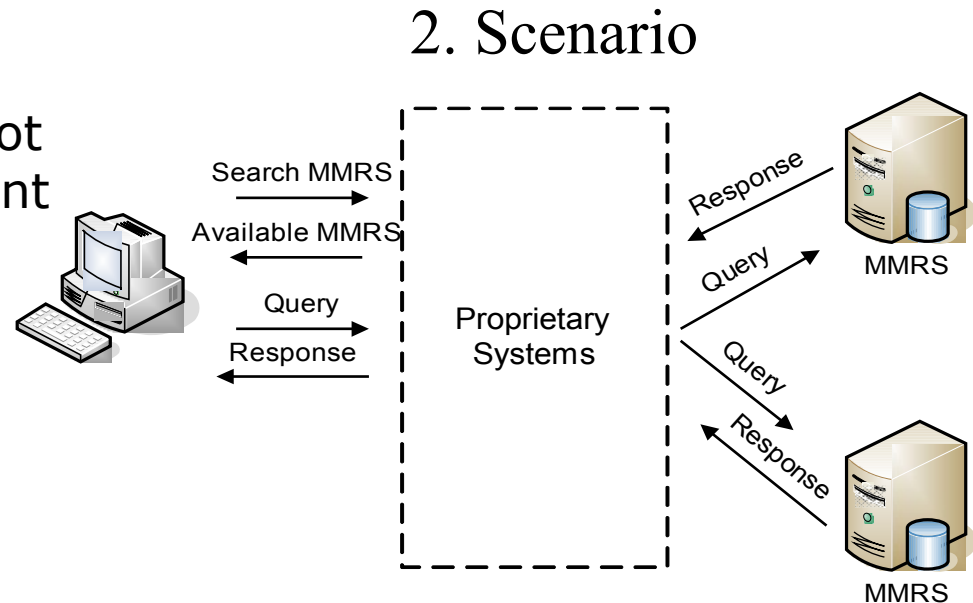 2. Scenario
ot
nt
Search MMRS
Available MMRS
Query
Response
Proprietary
Systems
Response
Query
MMRS
Query
Response
MMRS